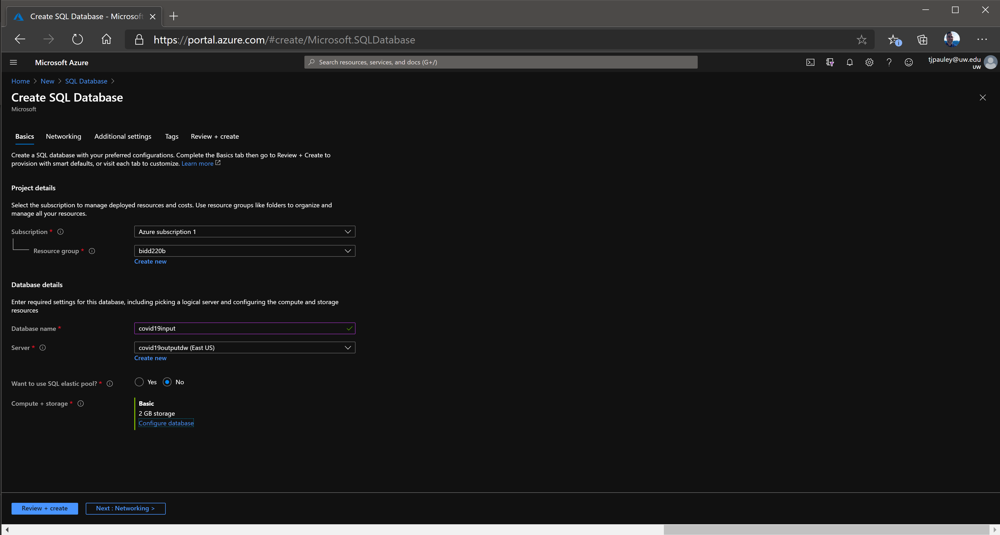 Create SQL Database - Microsoft
https://portal.azure.com/#create/Microsoft.SQLDatabase
Microsoft Azure
Search resources, services, and docs (G+/)
tjpauley@uw.edu
UW
Home > New > SQL Database >
Create SQL Database
Microsoft
Basics Networking Additional settings Tags Review + create
Create a SQL database with your preferred configurations. Complete the Basics tab then go to Review + Create to
provision with smart defaults, or visit each tab to customize. Learn more
Project details
Select the subscription to manage deployed resources and costs. Use resource groups like folders to organize and
manage all your resources.
Subscription * Azure subscription 1
Resource group * bidd220b
Create new
Database details
Enter required settings for this database, including picking a logical server and configuring the compute and storage
resources
Database name * covid19input
Server * covid19outputdw (East US)
Create new
Want to use SQL elastic pool? * Yes No
Compute + storage * Basic
2 GB storage
Configure database
Review + create Next : Networking >